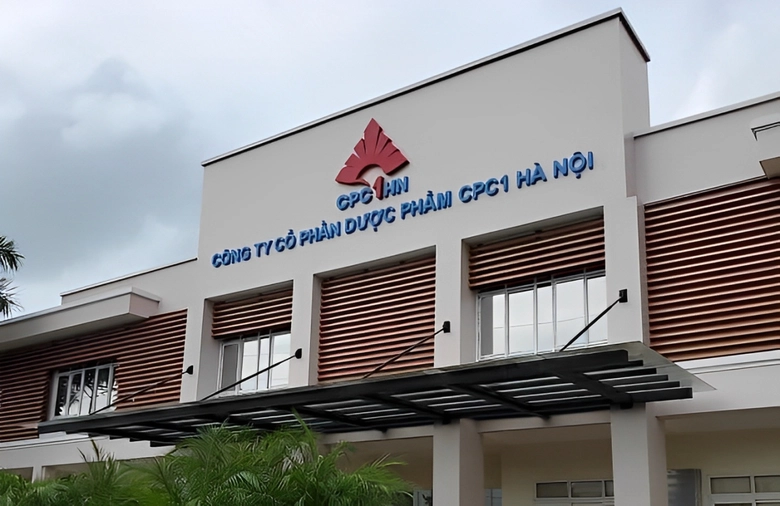 CPC1HN
CÔNG TY CỔ PHẦN DƯỢC PHẨM CPC1 HÀ NỘI